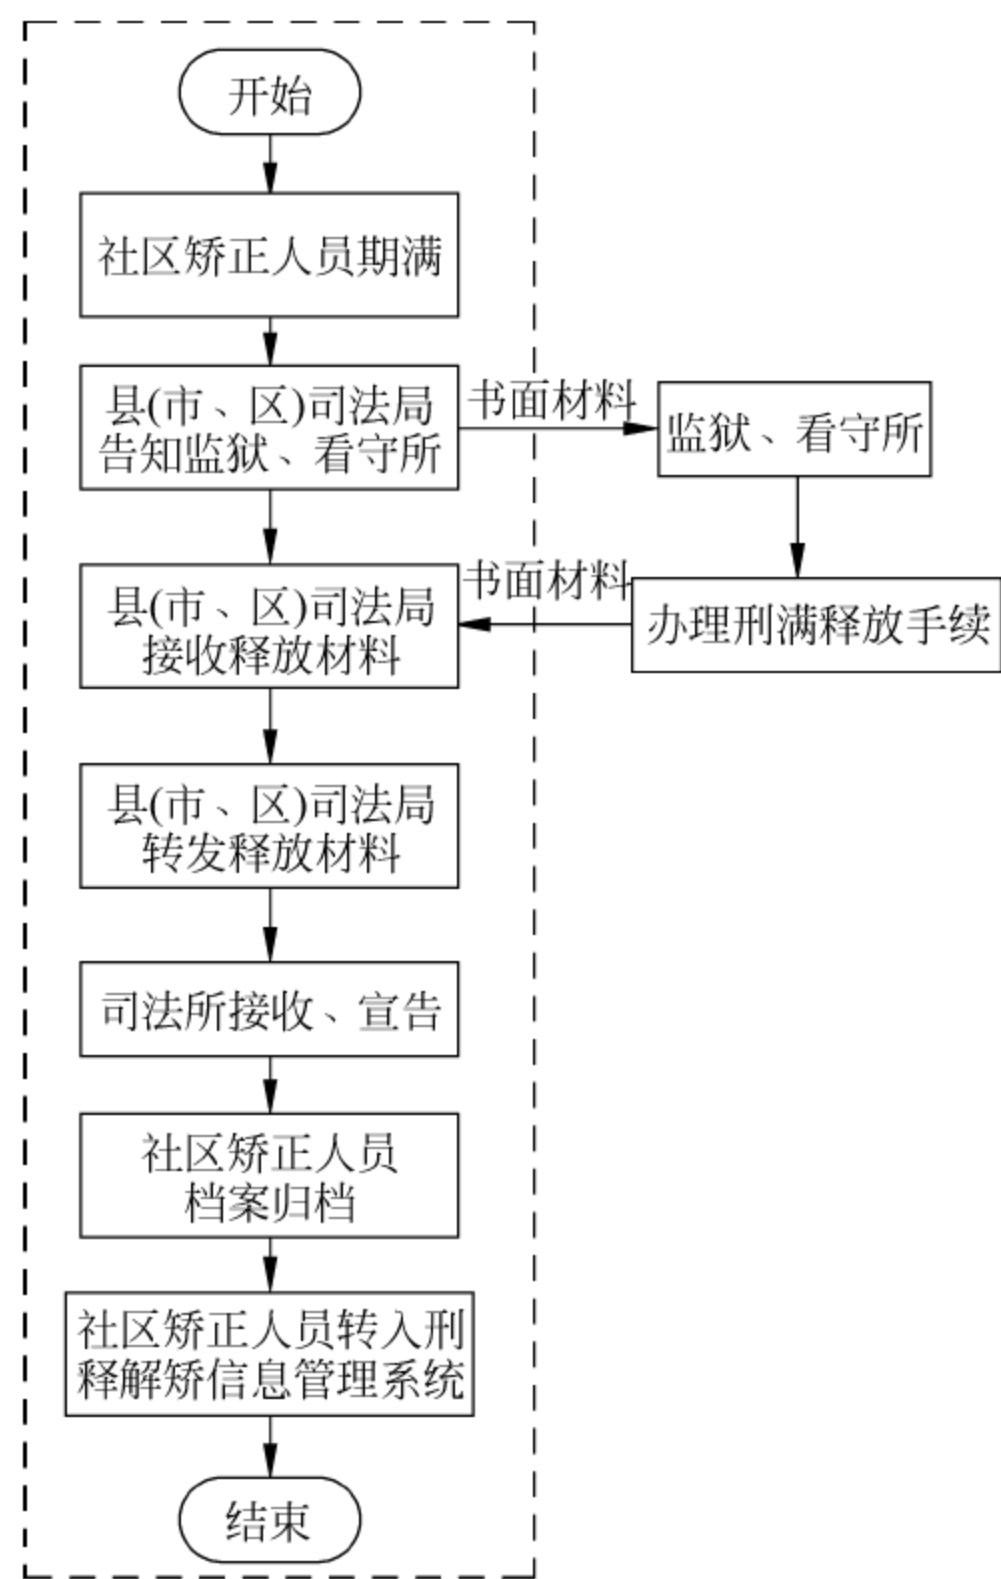 开始
社区矫正人员期满
县(市、区)司法局
告知监狱、看守所
书面材料
监狱、看守所
书面材料
办理刑满释放手续
县(市、区)司法局
接收释放材料
县(市、区)司法局
转发释放材料
司法所接收、宣告
社区矫正人员
档案归档
社区矫正人员转入刑
释解矫信息管理系统
结束